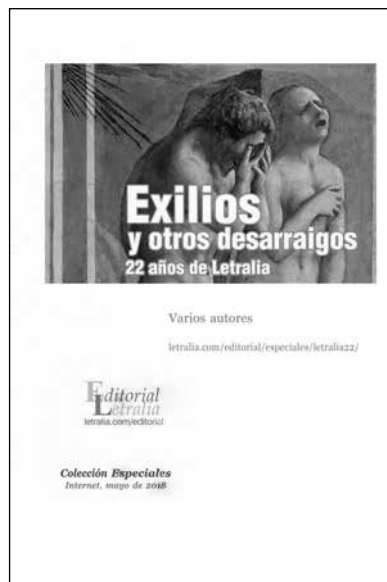 Exilios
y otros desarraigos
22 años de Letralia
Varios autores
letralia.com/editorial/especiales/letralia22/
Editorial
Letralia
letralia.com/editorial
Colección Especiales
Internet, mayo de 2018